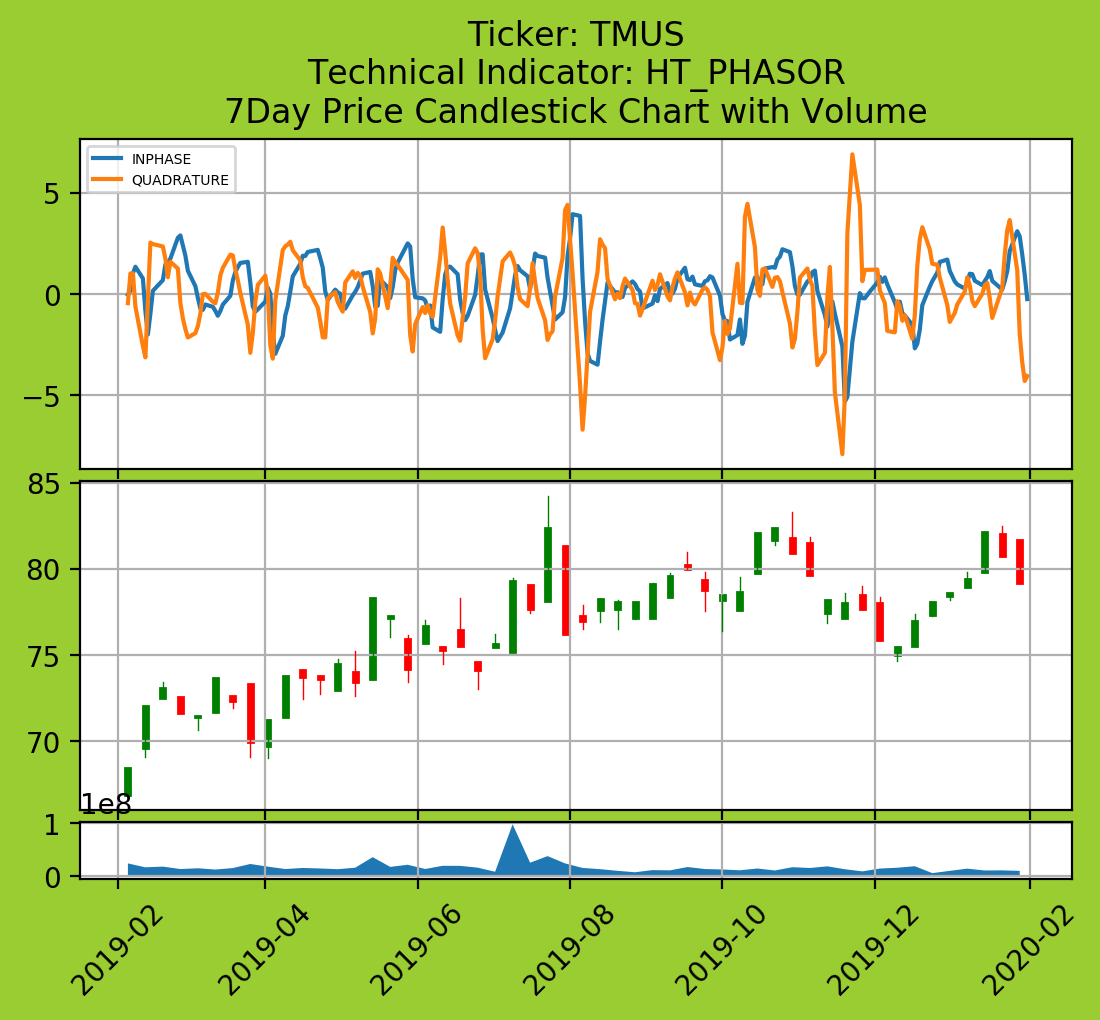 Ticker: TMUS
Technical Indicator: HT_PHASOR
7Day Price Candlestick Chart with Volume
INPHASE
QUADRATURE
5
0
−5
85
80
75
70
1e8
1
0
2019-02
2019-04
2019-06
2019-08
2019-10
2019-12
2020-02